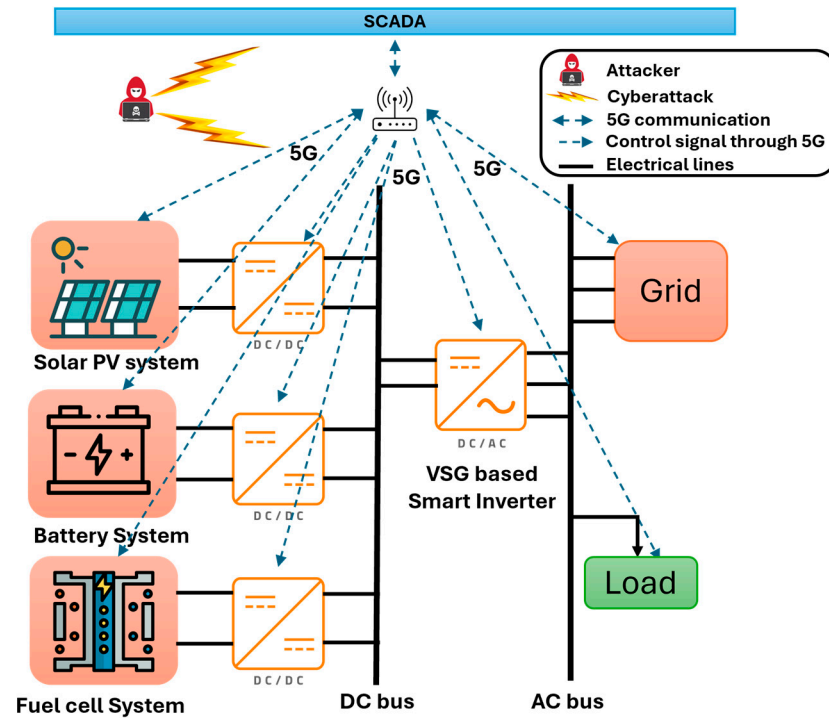 SCADA
Attacker
Cyberattack
5G communication
Control signal through 5G
Electrical lines
5G
5G
5G
Grid
DC/DC
Solar PV system
DC/AC
VSG based
Smart Inverter
DC/DC
Battery System
Load
DC/DC
Fuel cell System
DC bus
AC bus